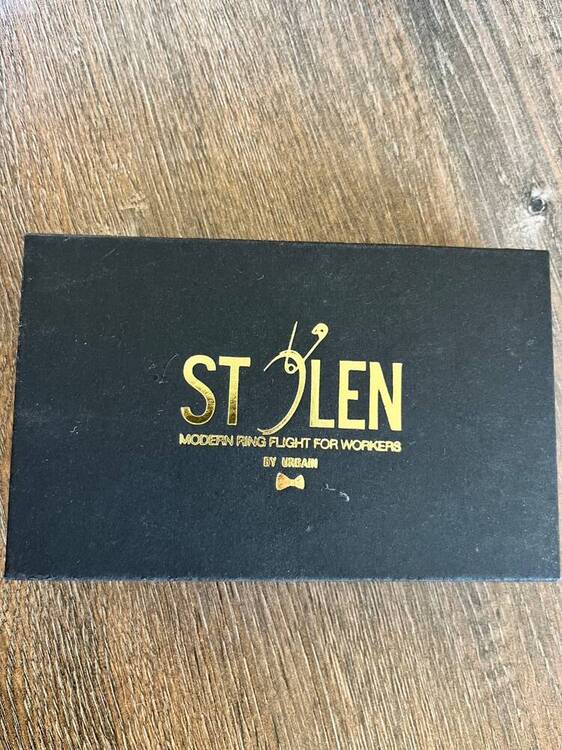 STOLEN
MODERN RING FLIGHT FOR WORKERS
BY URBAIN